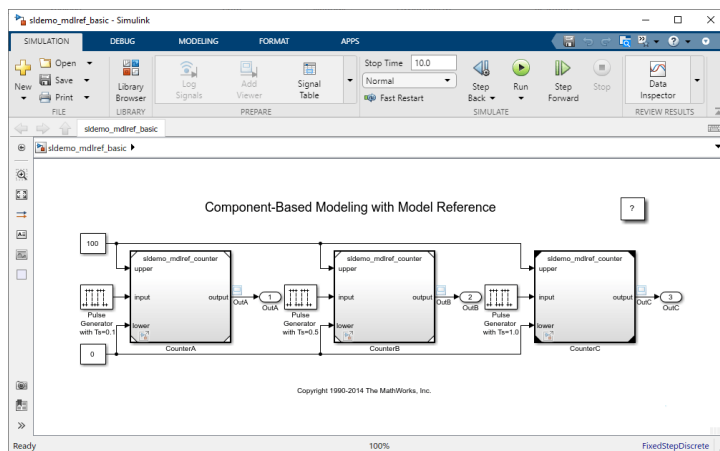 sldemo_mdlref_basic - Simulink
SIMULATION DEBUG MODELING FORMAT APPS
New
Open
Save
Print
FILE
Library
Browser
LIBRARY
Log
Signals
Add
Viewer
Signal
Table
PREPARE
Stop Time 10.0
Normal
Fast Restart
Step
Back
Run
Step
Forward
Stop
SIMULATE
Data
Inspector
REVIEW RESULTS
sldemo_mdlref_basic
sldemo_mdlref_basic
Component-Based Modeling with Model Reference
?
100
sldemo_mdlref_counter
upper
input
output
lower
CounterA
Pulse
Generator
with Ts=0.1
0
OutA
1
OutA
sldemo_mdlref_counter
upper
input
output
lower
CounterB
Pulse
Generator
with Ts=0.5
OutB
2
OutB
sldemo_mdlref_counter
upper
input
output
lower
CounterC
Pulse
Generator
with Ts=1.0
OutC
3
OutC
Copyright 1990-2014 The MathWorks, Inc.
Ready 100% FixedStepDiscrete